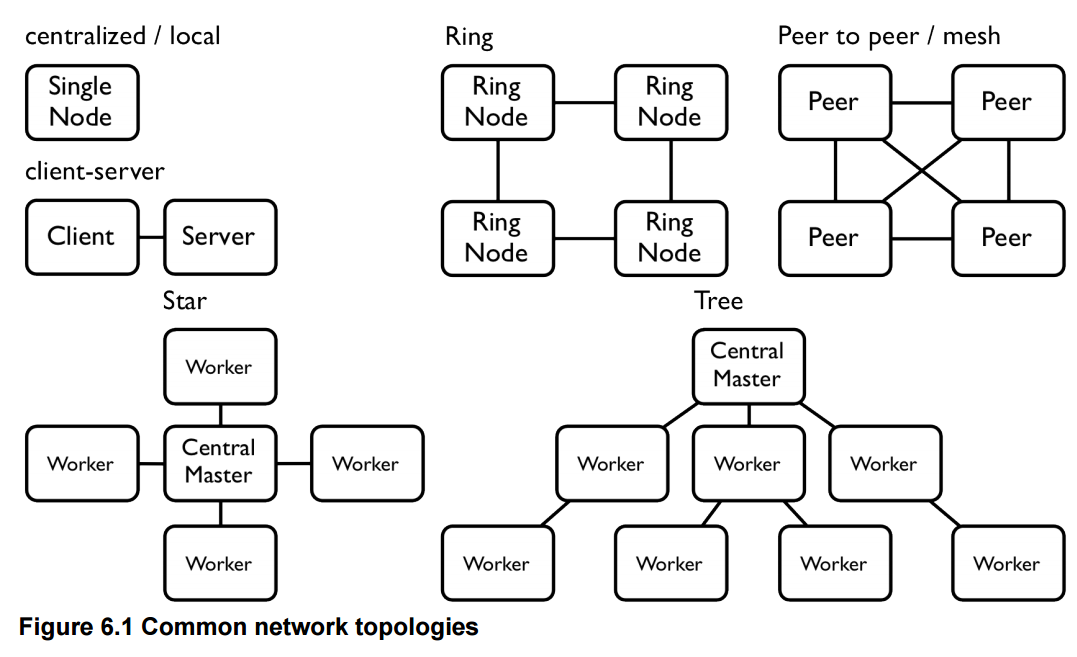 centralized / local
Single
Node
client-server
Client
Server
Ring
Ring
Node
Ring
Node
Ring
Node
Ring
Node
Peer to peer / mesh
Peer
Peer
Peer
Peer
Star
Worker
Worker
Central
Master
Worker
Worker
Tree
Central
Master
Worker
Worker
Worker
Worker
Worker
Worker
Worker
Figure 6.1 Common network topologies